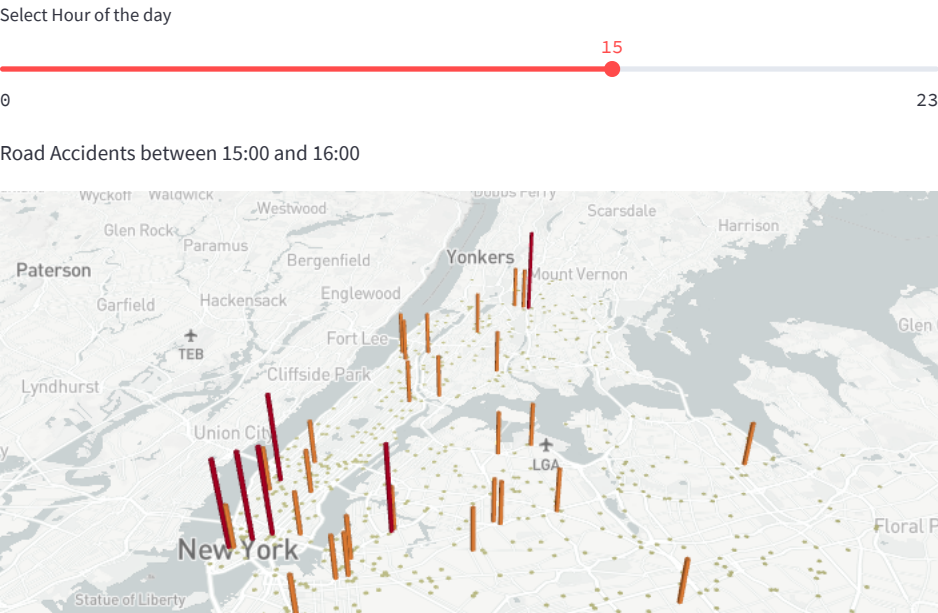 Select Hour of the day
15
0 23
Road Accidents between 15:00 and 16:00
Wyckoff Waldwick Dobbs Ferry
Westwood Scarsdale
Glen Rock Harrison
Paramus
Bergenfield Yonkers
Paterson Mount Vernon
Englewood
Garfield Hackensack
Glen
Fort Lee
TEB
Cliffside Park
Lyndhurst
Union City
LGA
Floral P
New York
Statue of Liberty